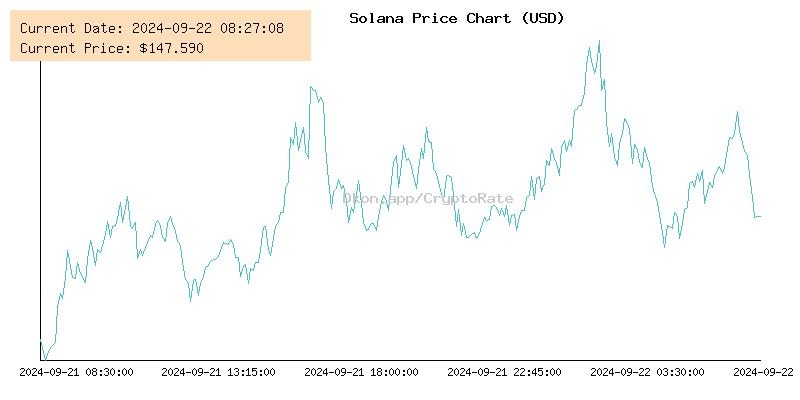 Solana Price Chart (USD)
Current Date: 2024-09-22 08:27:08
Current Price: $147.590
Dkon.app/CryptoRate
2024-09-21 08:30:00
2024-09-21 13:15:00
2024-09-21 18:00:00
2024-09-21 22:45:00
2024-09-22 03:30:00
2024-09-22